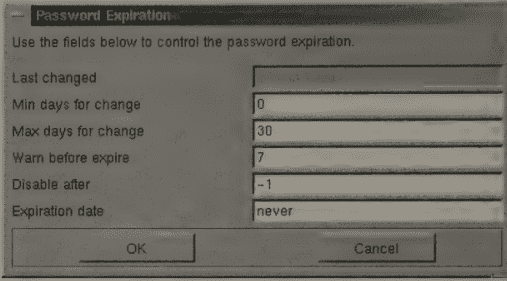 Password Expiration
Use the fields below to control the password expiration.
Last changed
Min days for change 0
Max days for change 30
Warn before expire 7
Disable after -1
Expiration date never
OK Cancel